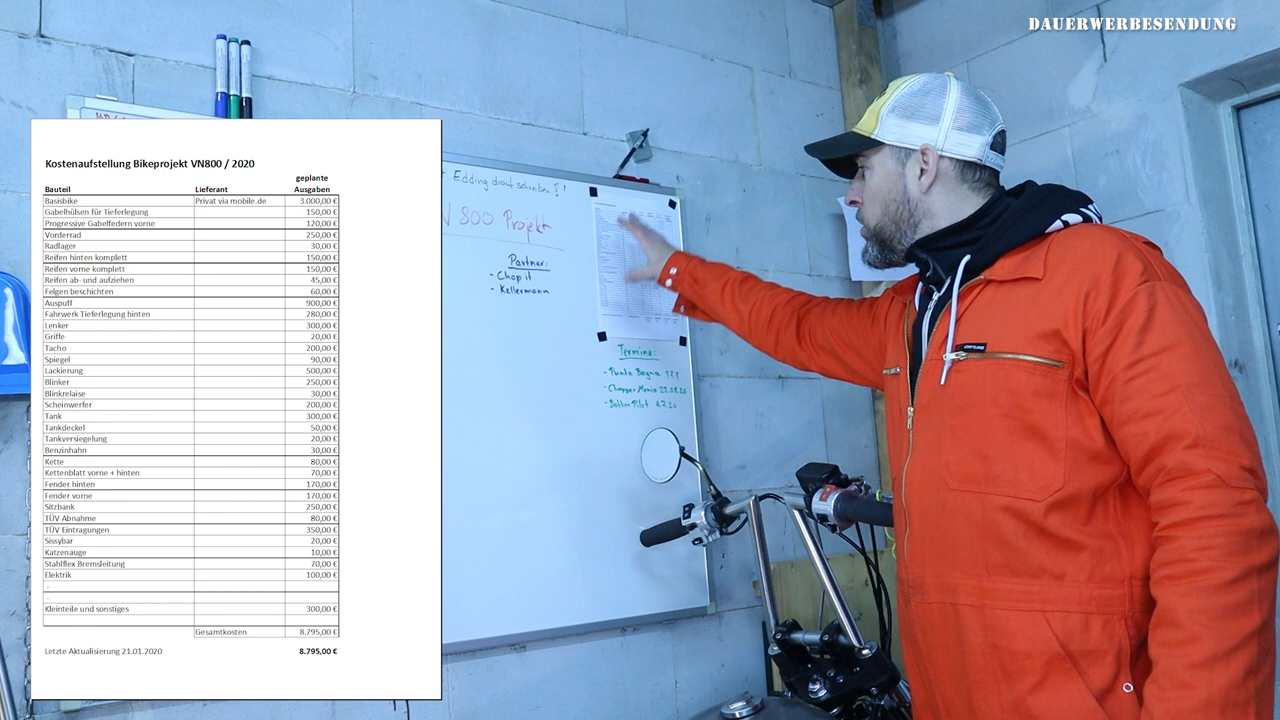 DAUERWERBESENDUNG
Kostenaufstellung Bikeprojekt VN800 / 2020
geplante
Bauteil Lieferant Ausgaben
Basisbike Privat via mobile.de 3.000,00 €
Gabelhülsen für Tieferlegung 150,00 €
Progressive Gabelfedern vorne 120,00 €
Vorderrad 250,00 €
Radlager 30,00 €
Reifen hinten komplett 150,00 €
Reifen vorne komplett 150,00 €
Reifen ab- und aufziehen 45,00 €
Felgen beschichten 60,00 €
Auspuff 900,00 €
Fahrwerk Tieferlegung hinten 280,00 €
Lenker 300,00 €
Griffe 20,00 €
Tacho 200,00 €
Spiegel 90,00 €
Lackierung 500,00 €
Blinker 250,00 €
Blinkrelaise 30,00 €
Scheinwerfer 200,00 €
Tank 300,00 €
Tankdeckel 50,00 €
Tankversiegelung 20,00 €
Benzinhahn 30,00 €
Kette 80,00 €
Kettenblatt vorne + hinten 70,00 €
Fender hinten 170,00 €
Fender vorne 170,00 €
Sitzbank 250,00 €
TÜV Abnahme 80,00 €
TÜV Eintragungen 350,00 €
Sissybar 20,00 €
Katzenauge 10,00 €
Stahlflex Bremsleitung 70,00 €
Elektrik 100,00 €
Kleinteile und sonstiges 300,00 €
Gesamtkosten 8.795,00 €
Letzte Aktualisierung 21.01.2020 8.795,00 €
Edding drauf schreiben !!
800 Projekt
Partner:
- Chop it
- Kellermann
Termine: